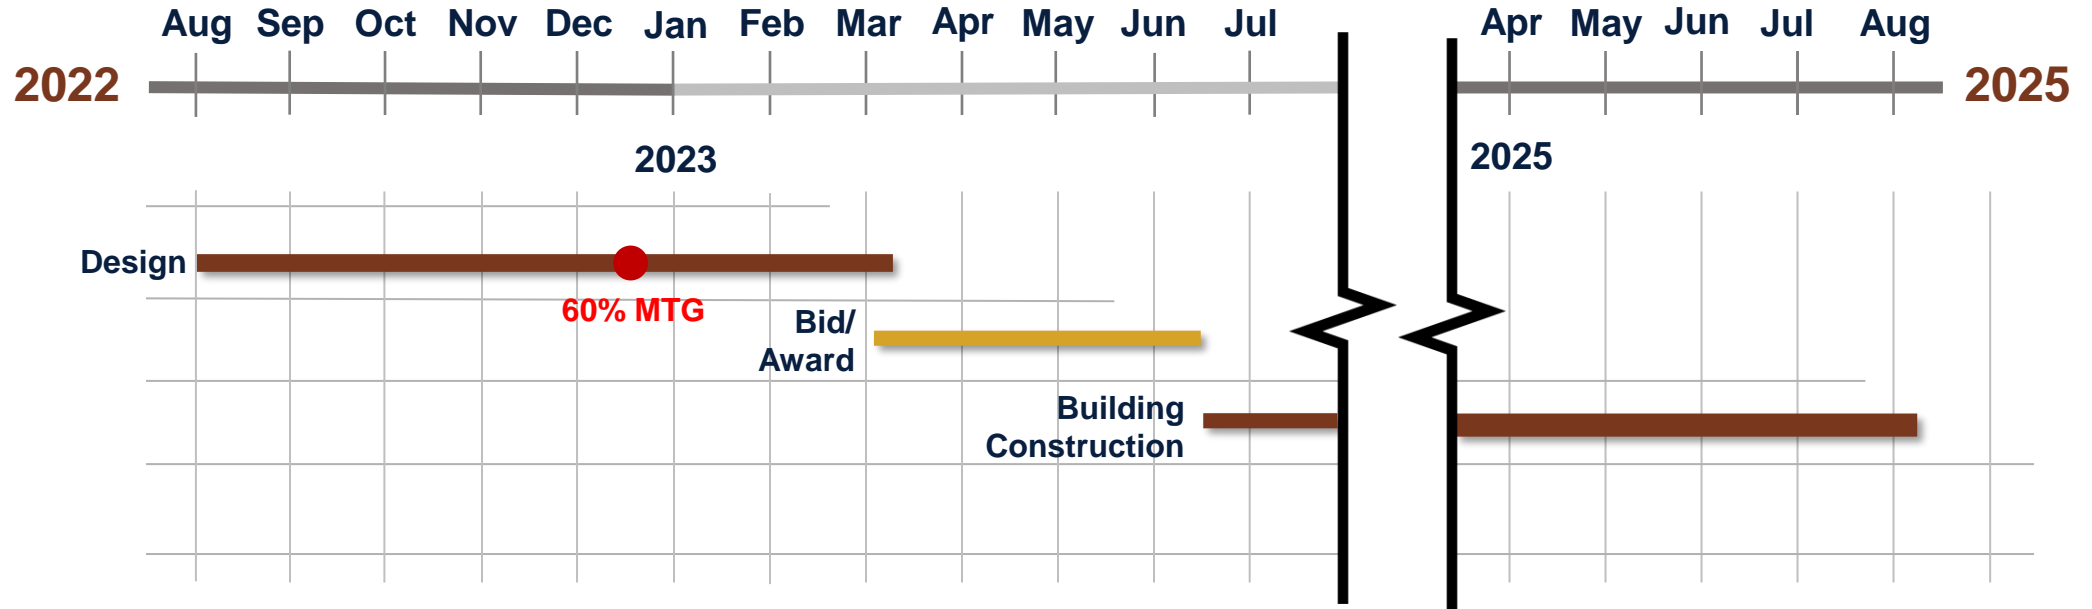 Aug Sep Oct Nov Dec Jan Feb Mar Apr May Jun Jul Apr May Jun Jul Aug
2022 2025
2023 2025
Design
60% MTG
Bid/
Award
Building
Construction